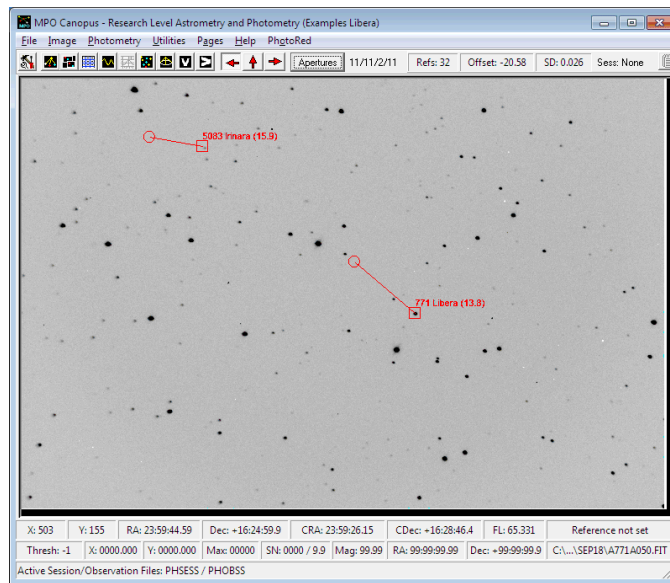 MPO Canopus - Research Level Astrometry and Photometry (Examples Libera)
File Image Photometry Utilities Pages Help PhotoRed
Apertures 11/11/2/11 Refs: 32 Offset: -20.58 SD: 0.026 Sess: None
5083 Irinara (15.9)
771 Libera (13.8)
X: 503 Y: 155 RA: 23:59:44.59 Dec: +16:24:59.9 CRA: 23:59:26.15 CDec: +16:28:46.4 FL: 65.331 Reference not set
Thresh: -1 X: 0000.000 Y: 0000.000 Max: 00000 SN: 0000 / 9.9 Mag: 99.99 RA: 99:99:99.99 Dec: +99:99:99.9 C:\...\SEP18\A771A050.FIT
Active Session/Observation Files: PHSESS / PHOBSS